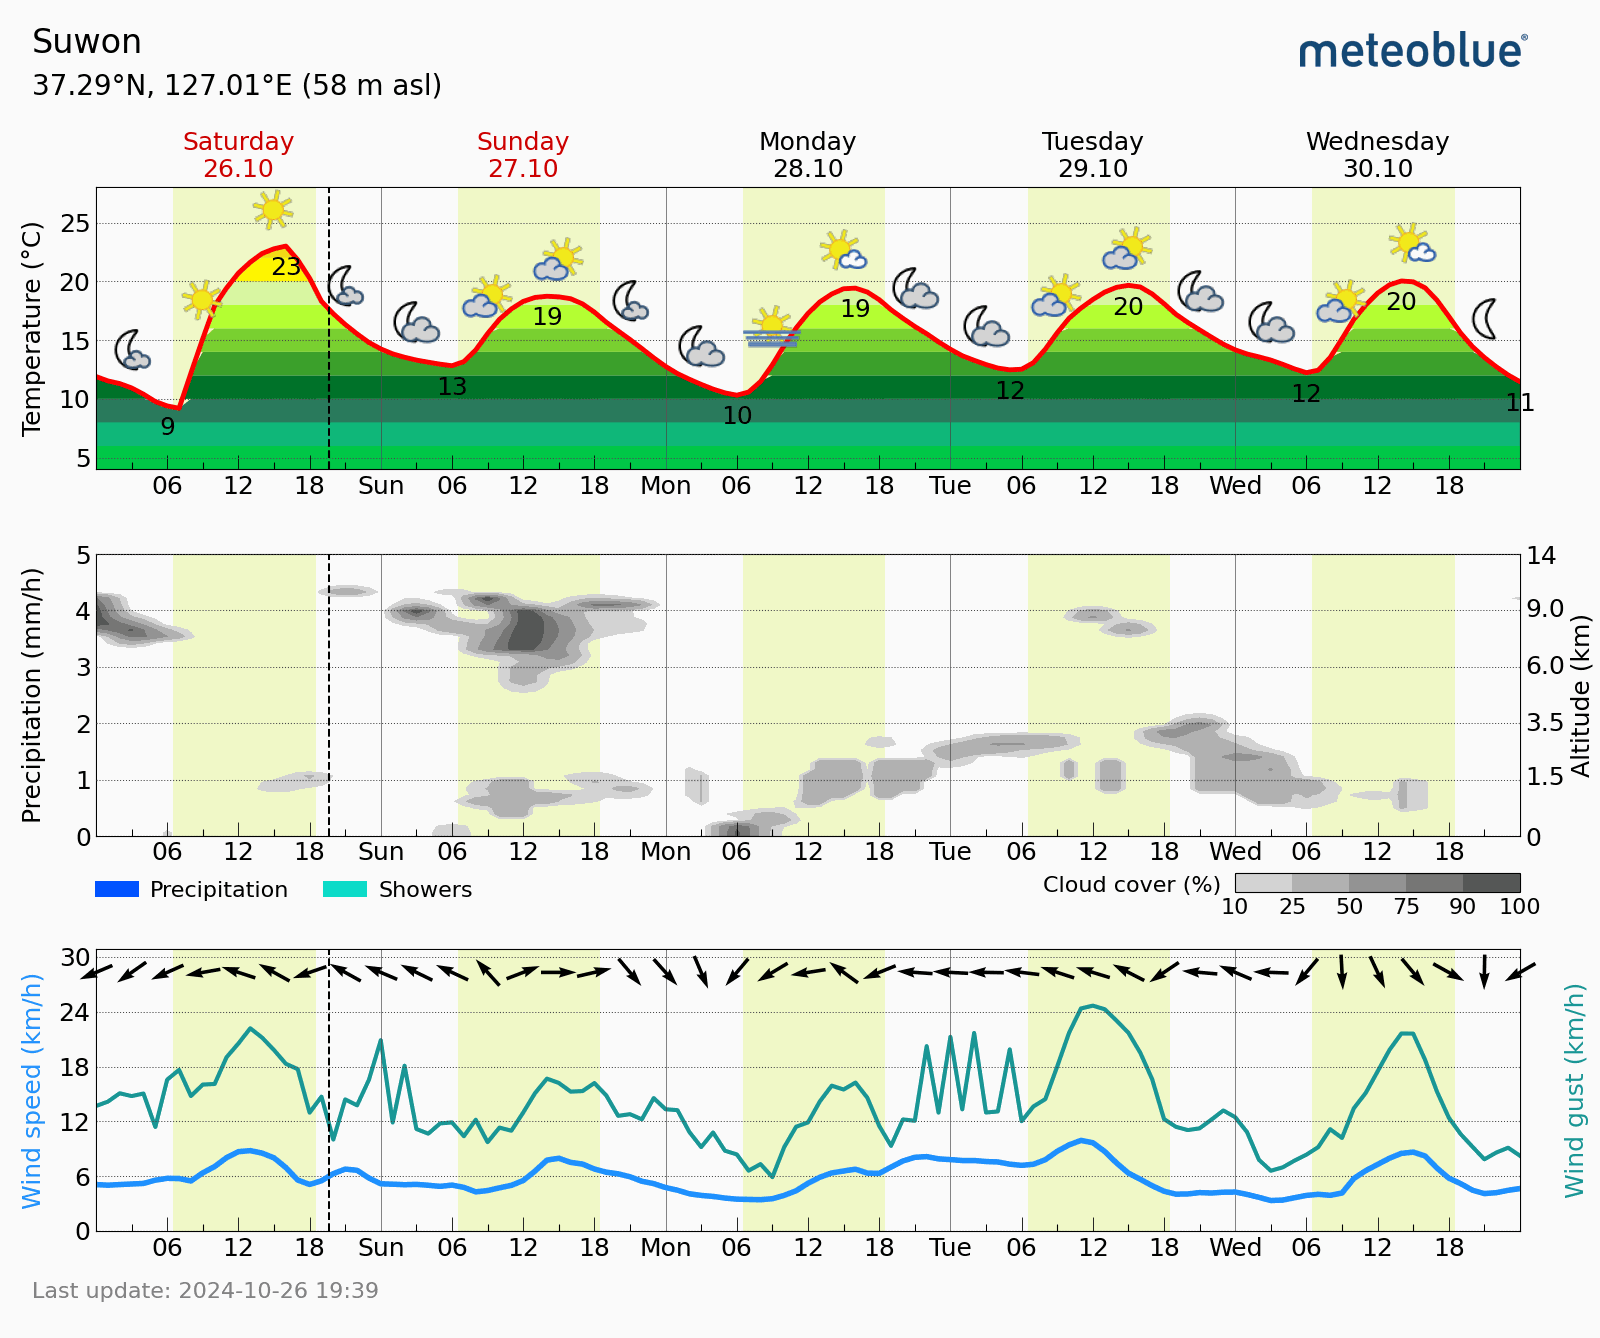 Suwon
meteoblue®
37.29°N, 127.01°E (58 m asl)
Saturday Sunday Monday Tuesday Wednesday
26.10 27.10 28.10 29.10 30.10
Temperature (°C)
25
20
15
10
5
23
19
19
20
20
9
13
10
12
12
11
06 12 18 Sun 06 12 18 Mon 06 12 18 Tue 06 12 18 Wed 06 12 18
Precipitation (mm/h)
5
4
3
2
1
0
14
9.0
6.0
3.5
1.5
0
Altitude (km)
06 12 18 Sun 06 12 18 Mon 06 12 18 Tue 06 12 18 Wed 06 12 18
Precipitation Showers
Cloud cover (%)
10 25 50 75 90 100
Wind speed (km/h)
30
24
18
12
6
0
Wind gust (km/h)
06 12 18 Sun 06 12 18 Mon 06 12 18 Tue 06 12 18 Wed 06 12 18
Last update: 2024-10-26 19:39